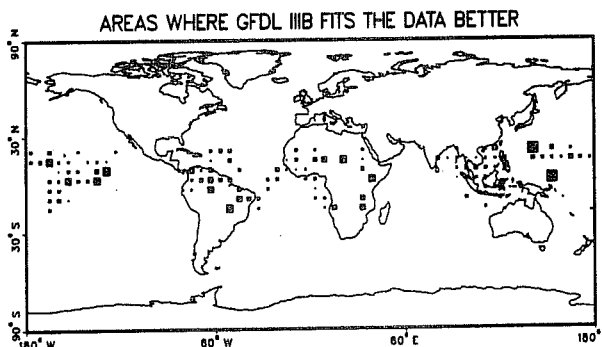 AREAS WHERE GFDL IIIB FITS THE DATA BETTER
90°N
30°N
30°S
90°S
180°W
60°W
60°E
180°